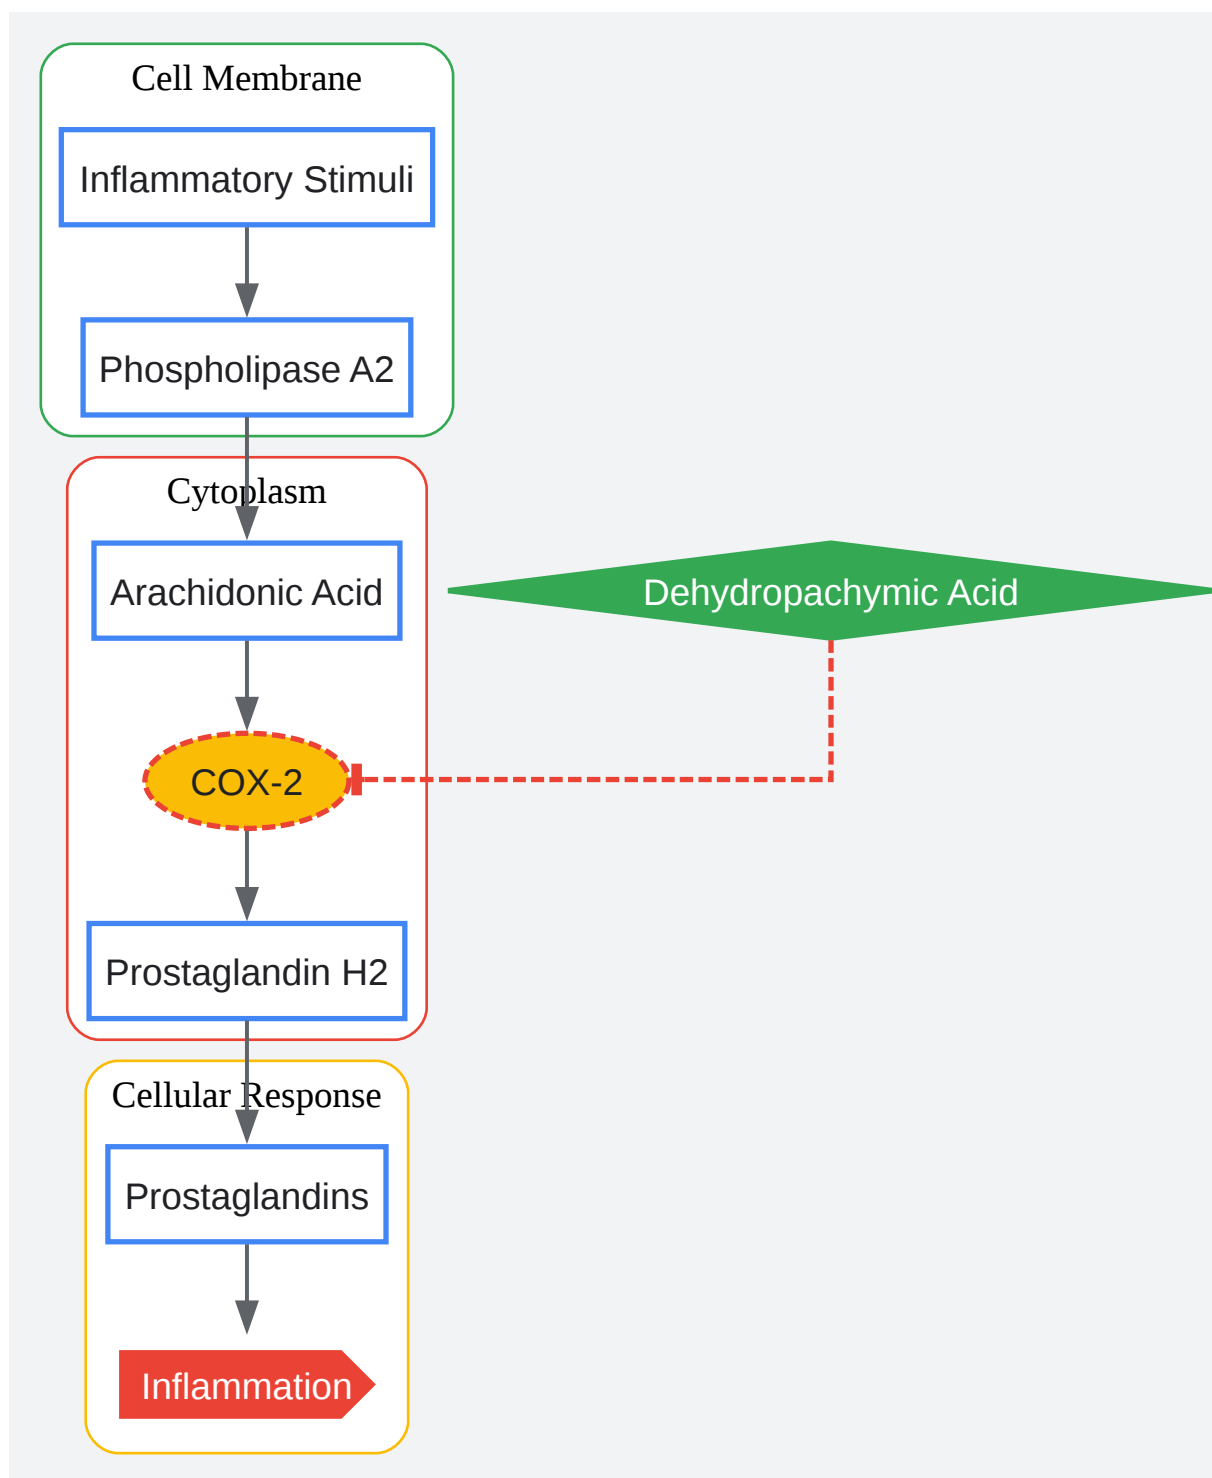 Cell Membrane
Inflammatory Stimuli
Phospholipase A2
Cytoplasm
Arachidonic Acid
Dehydropachymic Acid
COX-2
Prostaglandin H2
Cellular Response
Prostaglandins
Inflammation